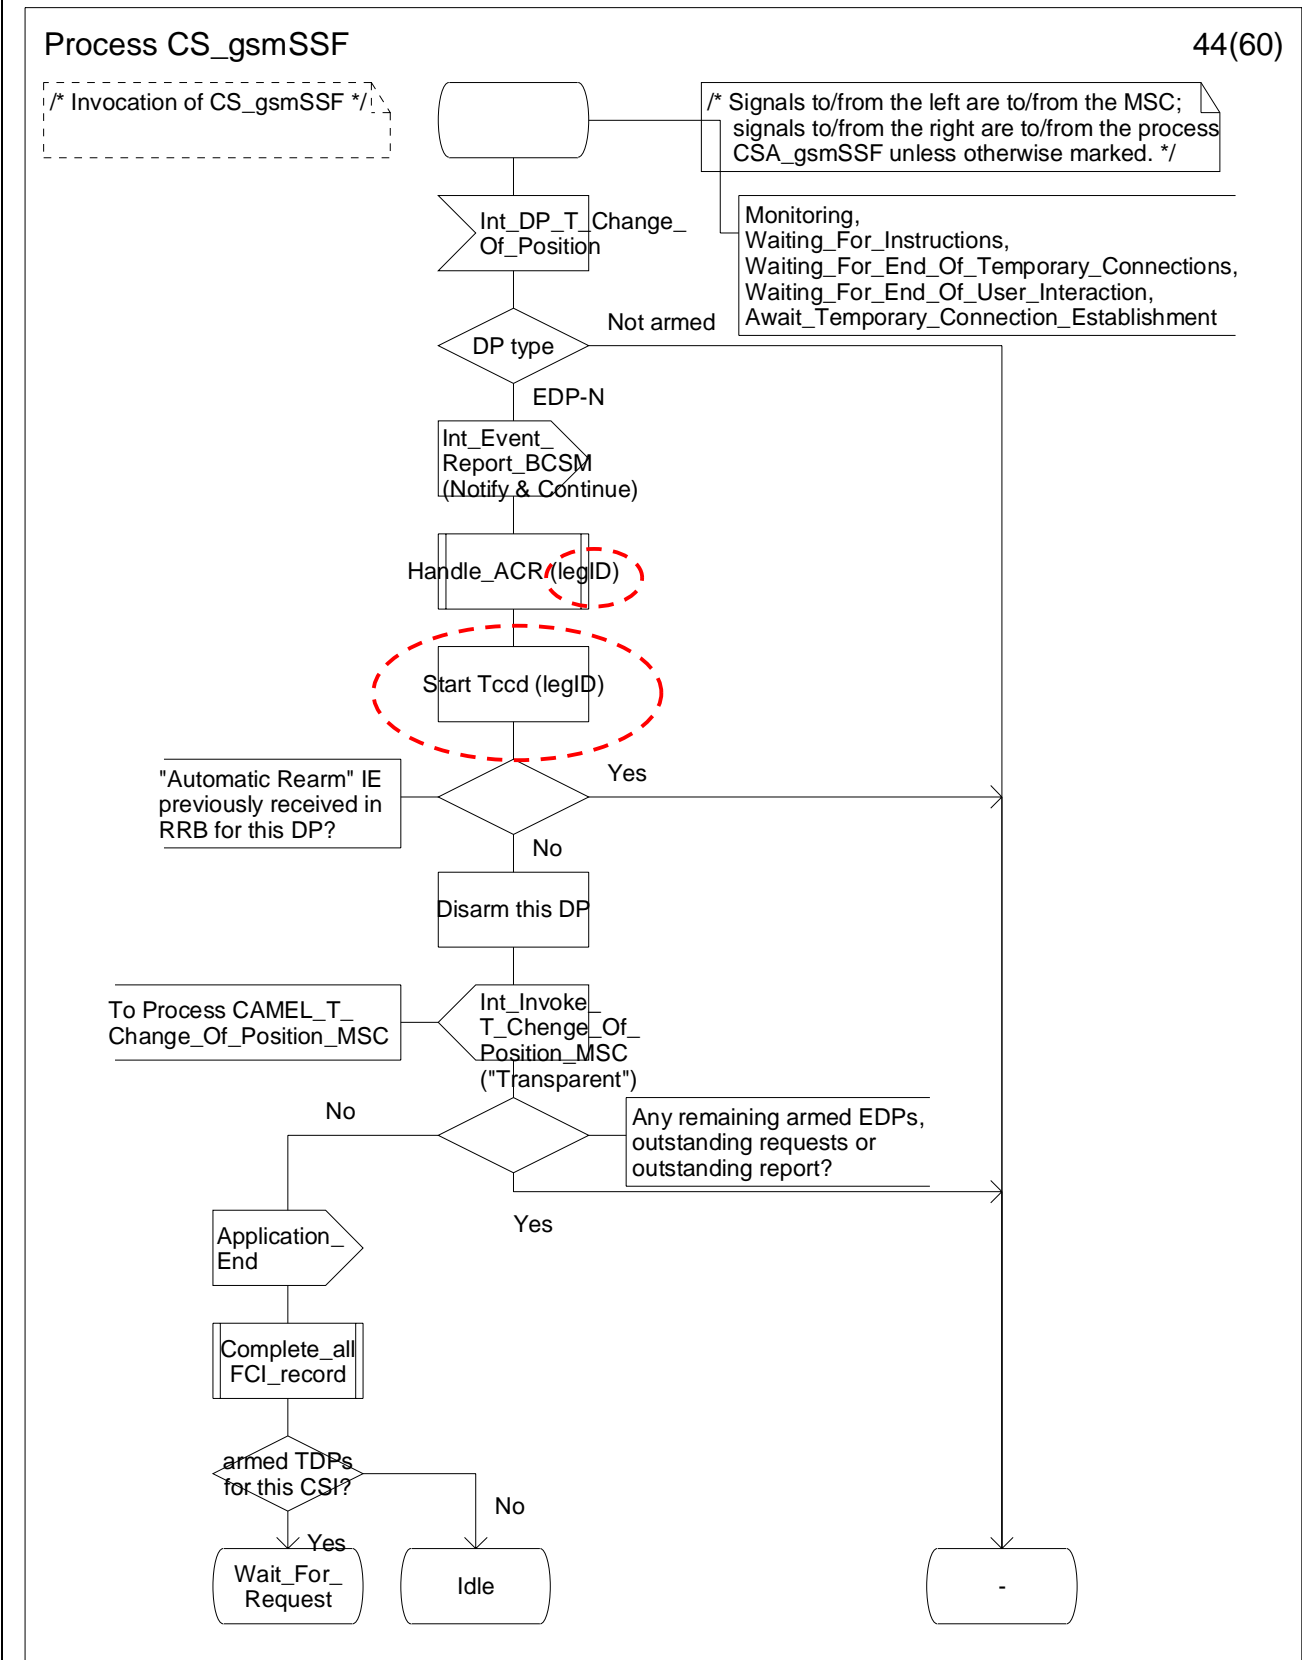 Process CS_gsmSSF
44(60)
/* Invocation of CS_gsmSSF */
/* Signals to/from the left are to/from the MSC;
signals to/from the right are to/from the process
CSA_gsmSSF unless otherwise marked. */
Int_DP_T_Change_
Of_Position
Monitoring,
Waiting_For_Instructions,
Waiting_For_End_Of_Temporary_Connections,
Waiting_For_End_Of_User_Interaction,
Await_Temporary_Connection_Establishment
Not armed
DP type
EDP-N
Int_Event_
Report_BCSM
(Notify & Continue)
Handle_ACR (legID)
Start Tccd (legID)
"Automatic Rearm" IE
previously received in
RRB for this DP?
Yes
No
Disarm this DP
To Process CAMEL_T_
Change_Of_Position_MSC
Int_Invoke_
T_Chenge_Of_
Position_MSC
("Transparent")
No
Any remaining armed EDPs,
outstanding requests or
outstanding report?
Yes
Application_
End
Complete_all
FCI_record
armed TDPs
for this CSI?
No
Yes
Wait_For_
Request
Idle
-